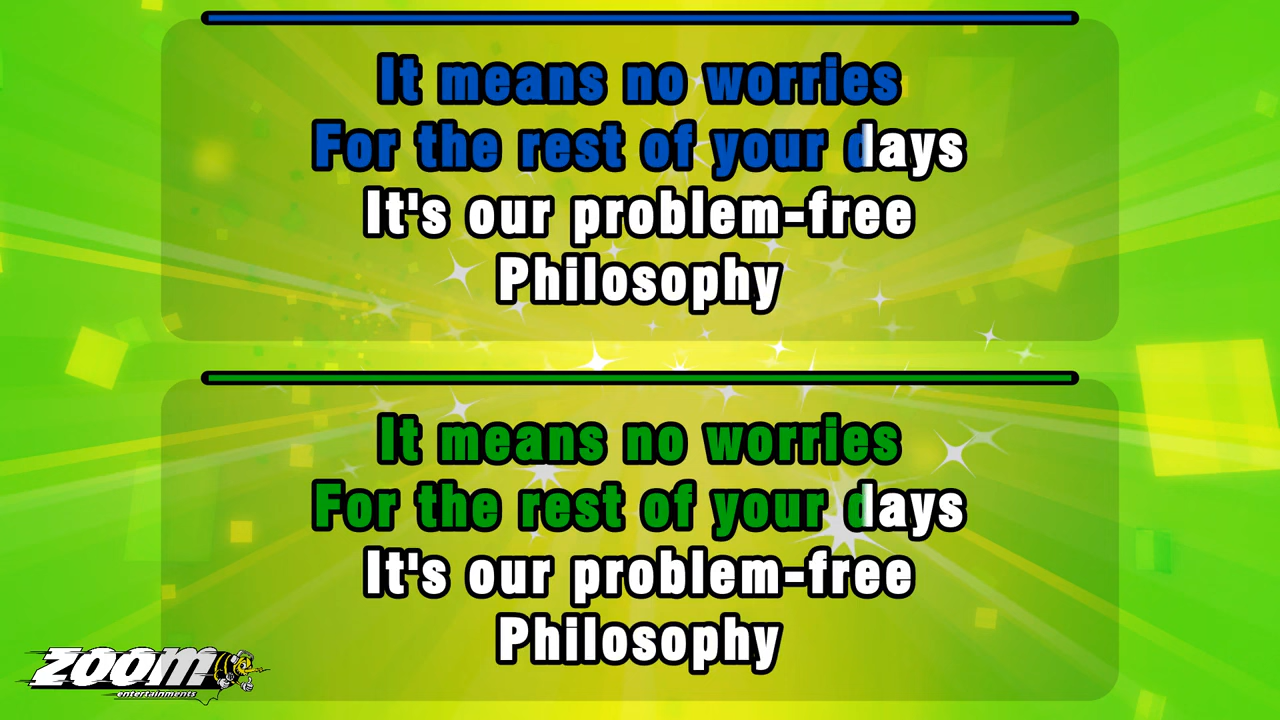 It means no worries
For the rest of your days
It's our problem-free
Philosophy
It means no worries
For the rest of your days
It's our problem-free
Philosophy
zoom
entertainments